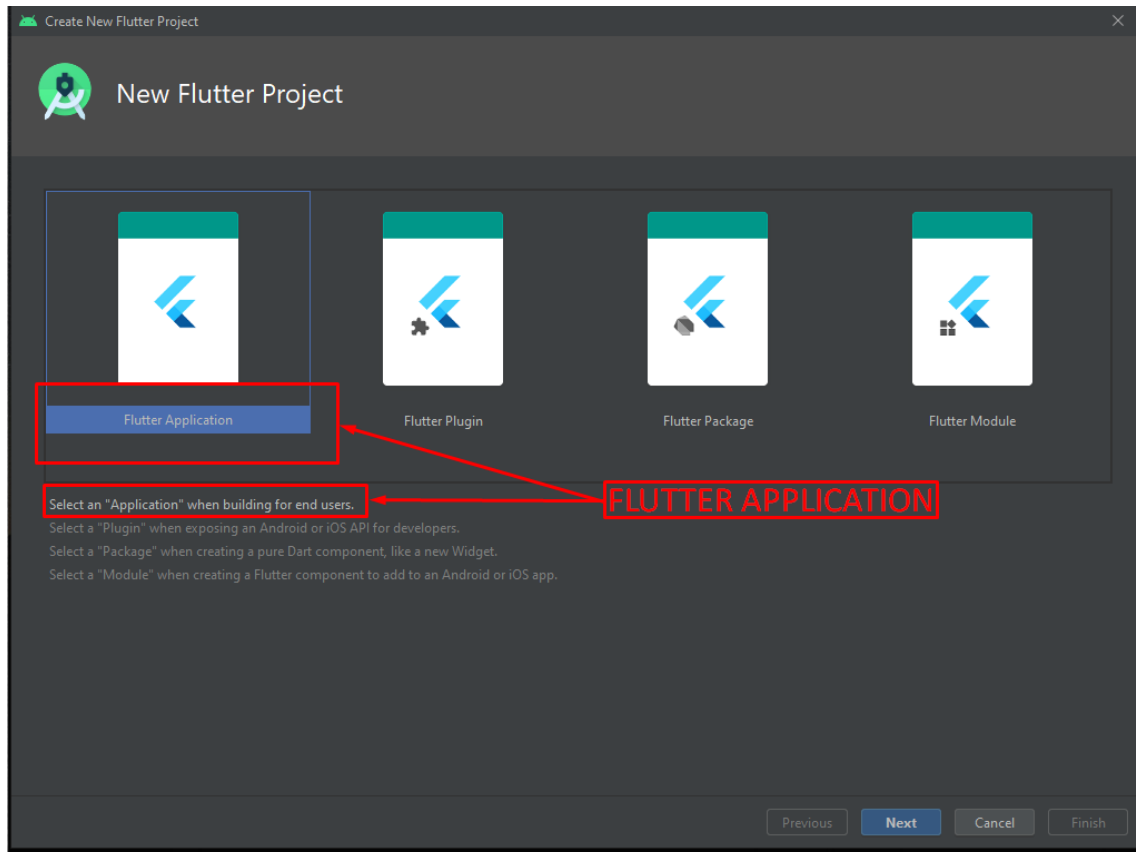 Create New Flutter Project
New Flutter Project
Flutter Application
Flutter Plugin
Flutter Package
Flutter Module
Select an "Application" when building for end users.
FLUTTER APPLICATION
Select a "Plugin" when exposing an Android or iOS API for developers.
Select a "Package" when creating a pure Dart component, like a new Widget.
Select a "Module" when creating a Flutter component to add to an Android or iOS app.
Previous
Next
Cancel
Finish